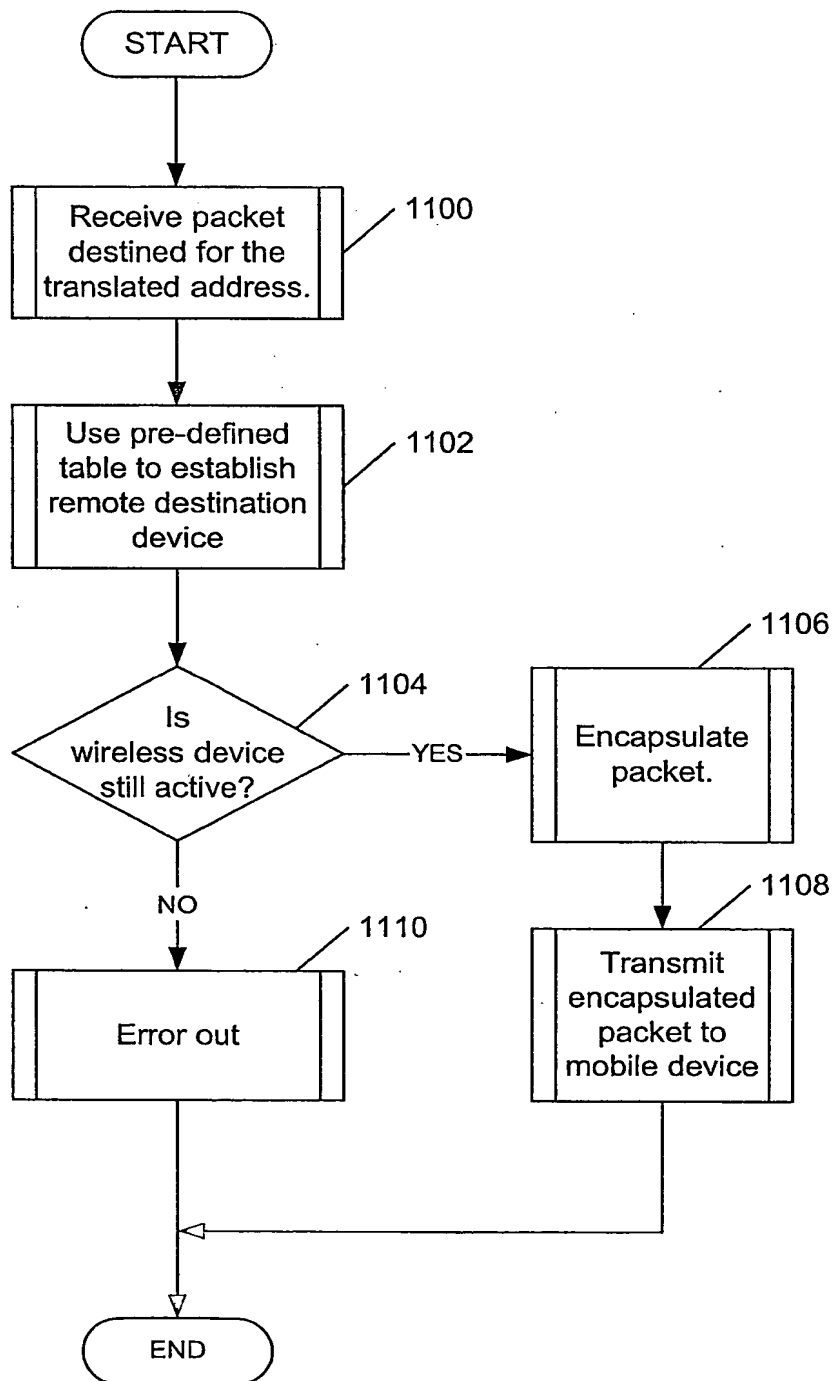 START
Receive packet
destined for the
translated address.
1100
Use pre-defined
table to establish
remote destination
device
1102
Is
wireless device
still active?
1104
YES
Encapsulate
packet.
1106
NO
Error out
1110
Transmit
encapsulated
packet to
mobile device
1108
END